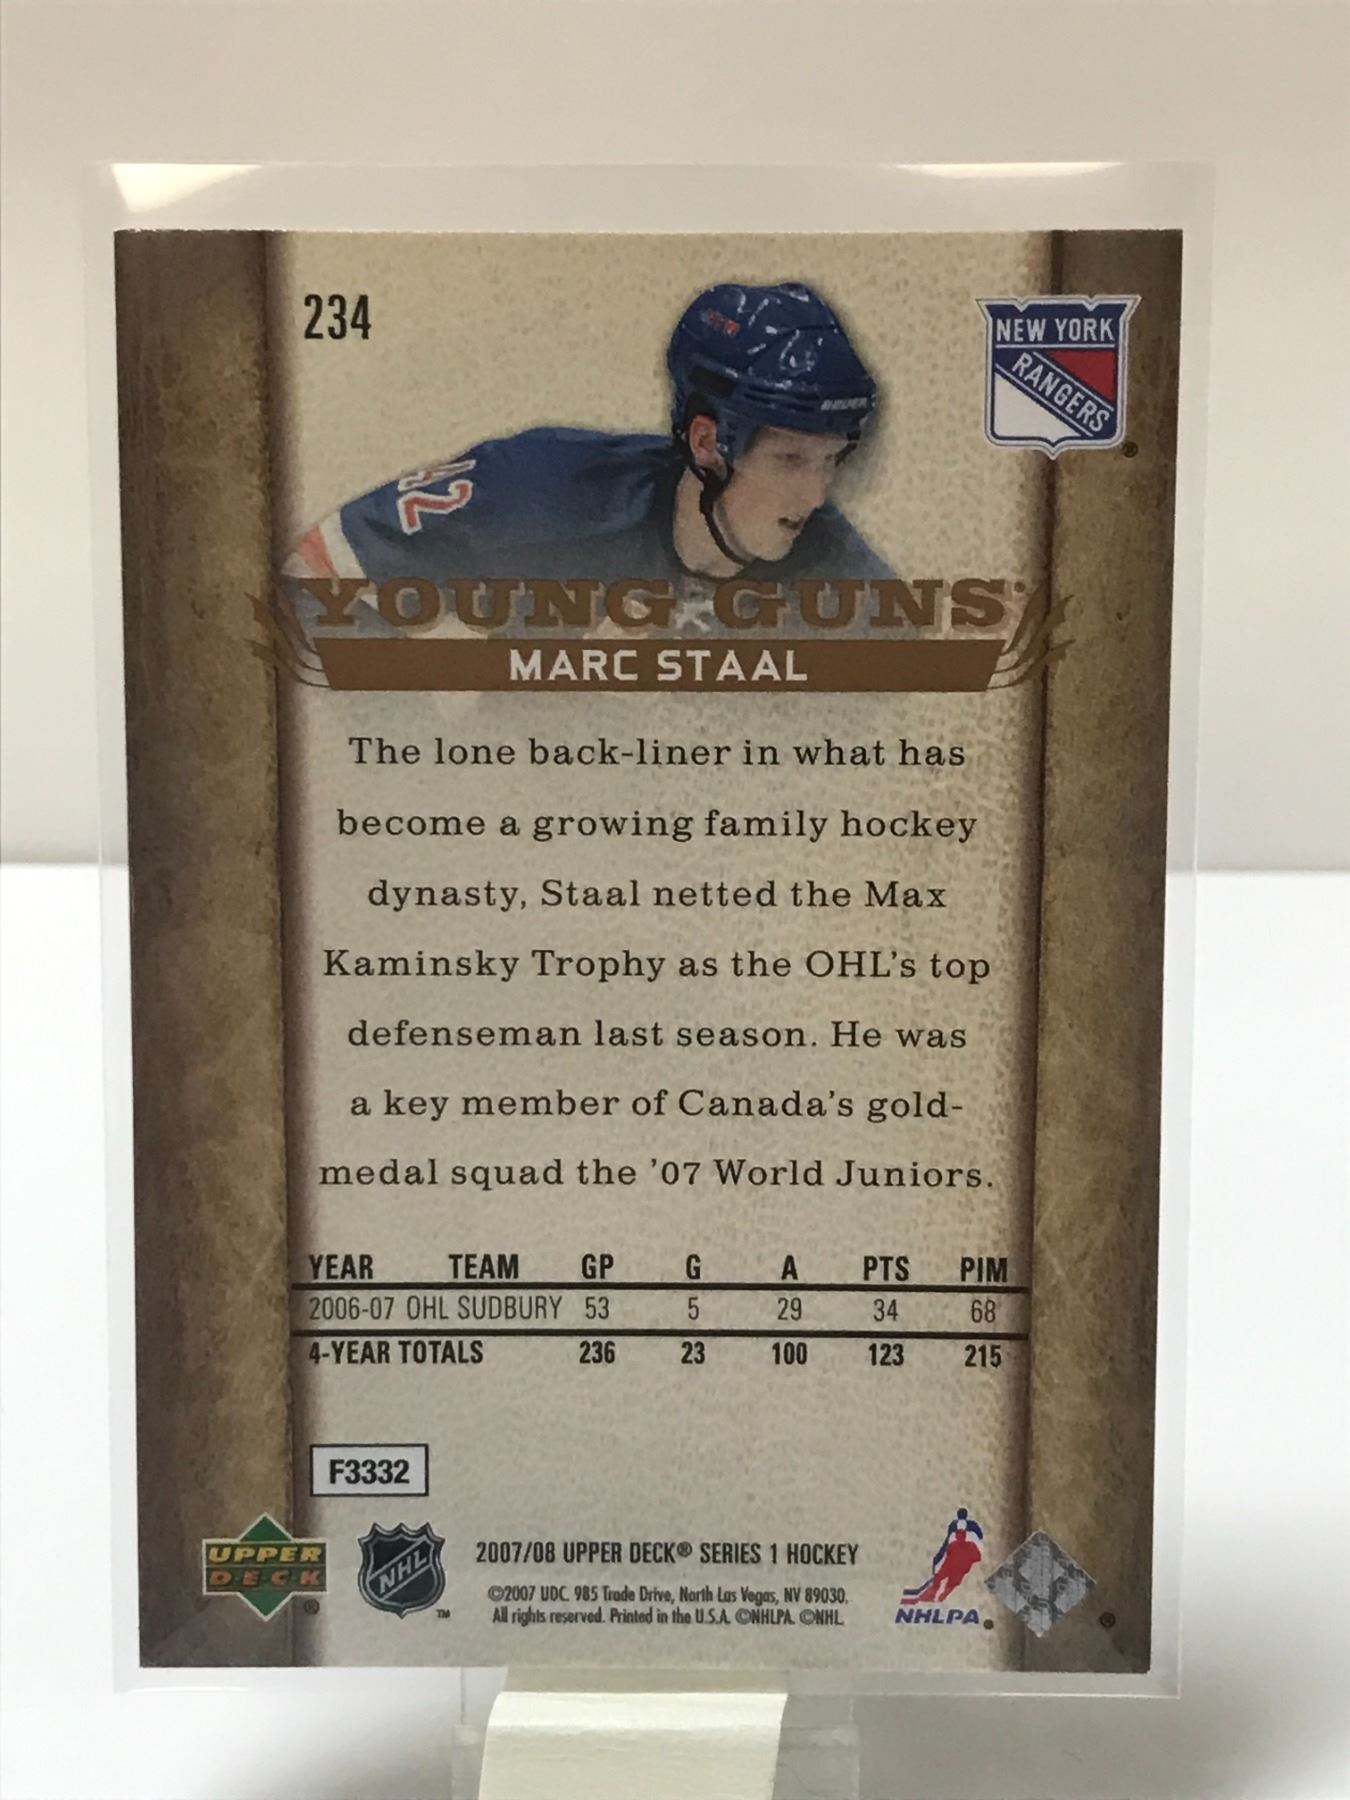 234
NEW YORK
RANGERS
42
BAUER
YOUNG GUNS
MARC STAAL
The lone back-liner in what has
become a growing family hockey
dynasty, Staal netted the Max
Kaminsky Trophy as the OHL's top
defenseman last season. He was
a key member of Canada's gold-
medal squad the '07 World Juniors.
YEAR TEAM GP G A PTS PIM
2006-07 OHL SUDBURY 53 5 29 34 68
4-YEAR TOTALS 236 23 100 123 215
F3332
UPPER
DECK ®
NHL ™
2007/08 UPPER DECK® SERIES 1 HOCKEY
©2007 UDC. 985 Trade Drive, North Las Vegas, NV 89030.
All rights reserved. Printed in the U.S.A. ©NHLPA. ©NHL.
NHLPA.
®